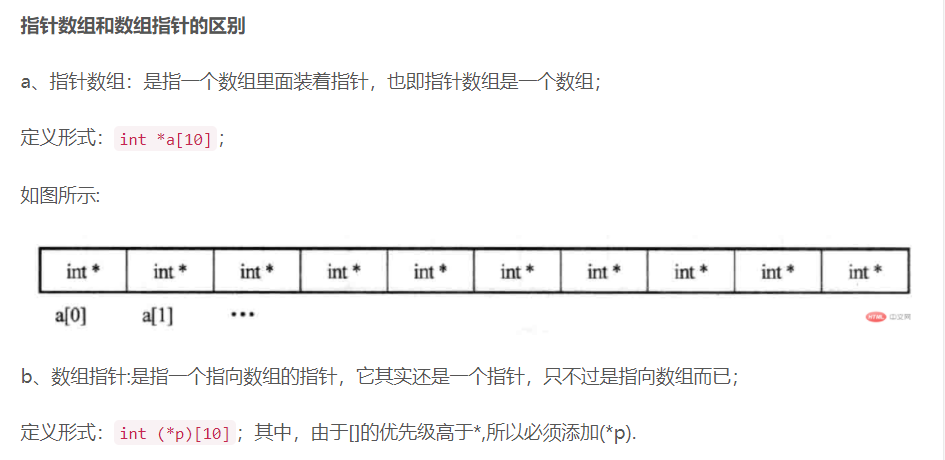 指针数组和数组指针的区别
a、指针数组：是指一个数组里面装着指针，也即指针数组是一个数组；
定义形式：int *a[10]；
如图所示:
int * int * int * int * int * int * int * int * int * int *
a[0] a[1] •••
HTML 中文网
b、数组指针:是指一个指向数组的指针，它其实还是一个指针，只不过是指向数组而已；
定义形式：int (*p)[10]；其中，由于[]的优先级高于*,所以必须添加(*p).